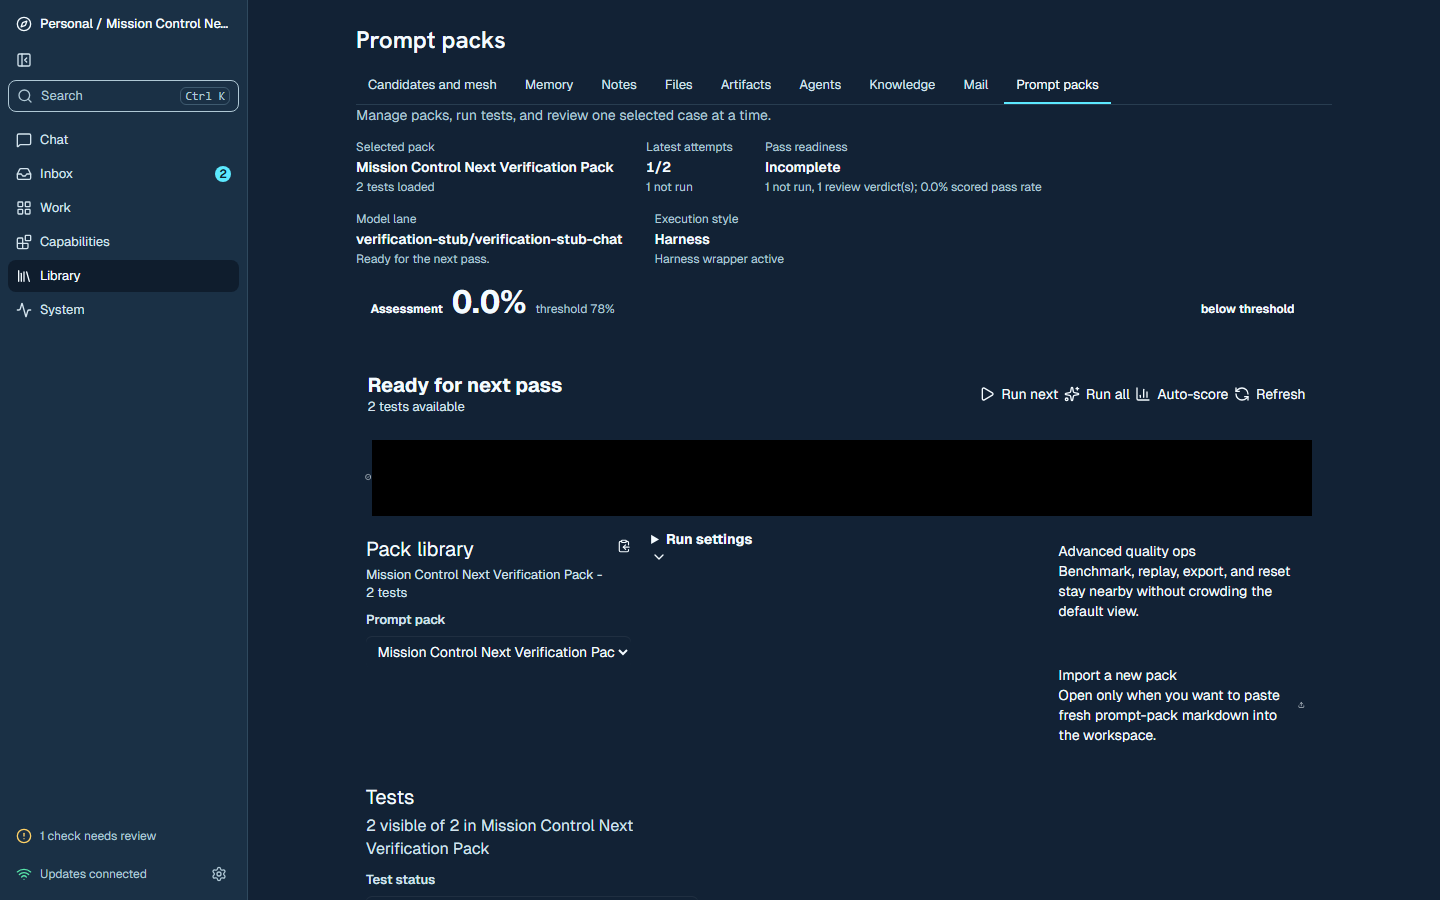 Personal / Mission Control Ne...
Search
Ctrl K
Chat
Inbox
2
Work
Capabilities
Library
System
1 check needs review
Updates connected
Prompt packs
Candidates and mesh
Memory
Notes
Files
Artifacts
Agents
Knowledge
Mail
Prompt packs
Manage packs, run tests, and review one selected case at a time.
Selected pack
Mission Control Next Verification Pack
2 tests loaded
Latest attempts
1/2
1 not run
Pass readiness
Incomplete
1 not run, 1 review verdict(s); 0.0% scored pass rate
Model lane
verification-stub/verification-stub-chat
Ready for the next pass.
Execution style
Harness
Harness wrapper active
Assessment 0.0% threshold 78%
below threshold
Ready for next pass
2 tests available
Run next
Run all
Auto-score
Refresh
Pack library
Mission Control Next Verification Pack -
2 tests
Prompt pack
Mission Control Next Verification Pac
Run settings
Advanced quality ops
Benchmark, replay, export, and reset
stay nearby without crowding the
default view.
Import a new pack
Open only when you want to paste
fresh prompt-pack markdown into
the workspace.
Tests
2 visible of 2 in Mission Control Next
Verification Pack
Test status